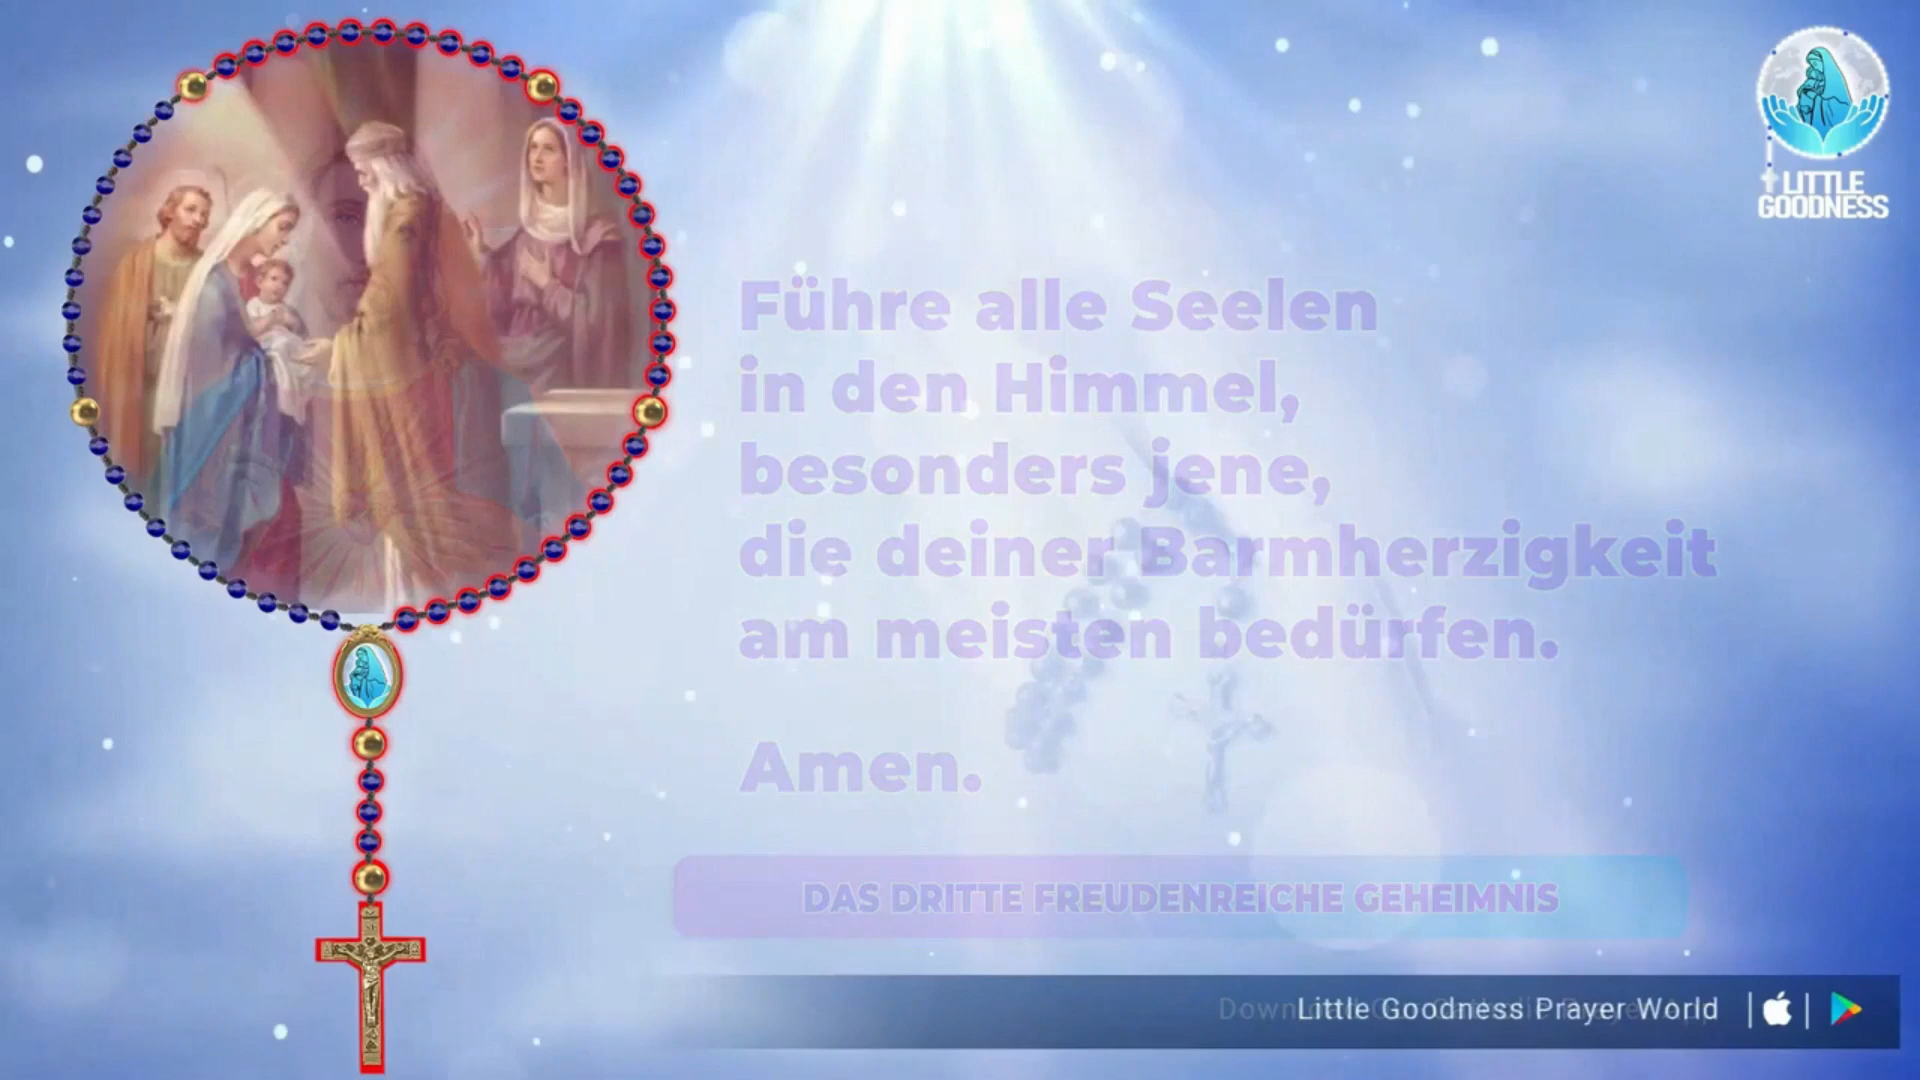 LITTLE
GOODNESS
Führe alle Seelen
in den Himmel,
besonders jene,
die deiner Barmherzigkeit
am meisten bedürfen.
Amen.
DAS DRITTE FREUDENREICHE GEHEIMNIS
Little Goodness Prayer World